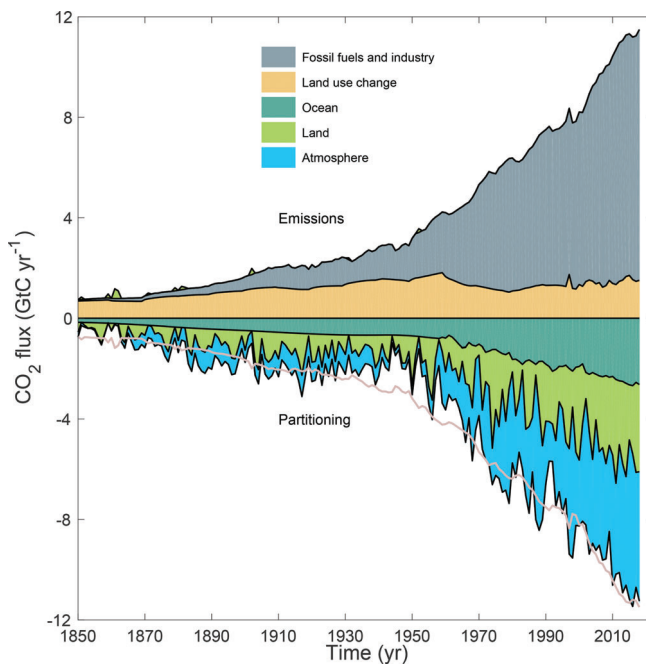 12
8
4
0
-4
-8
-12
CO2 flux (GtC yr-1)
Fossil fuels and industry
Land use change
Ocean
Land
Atmosphere
Emissions
Partitioning
1850 1870 1890 1910 1930 1950 1970 1990 2010
Time (yr)